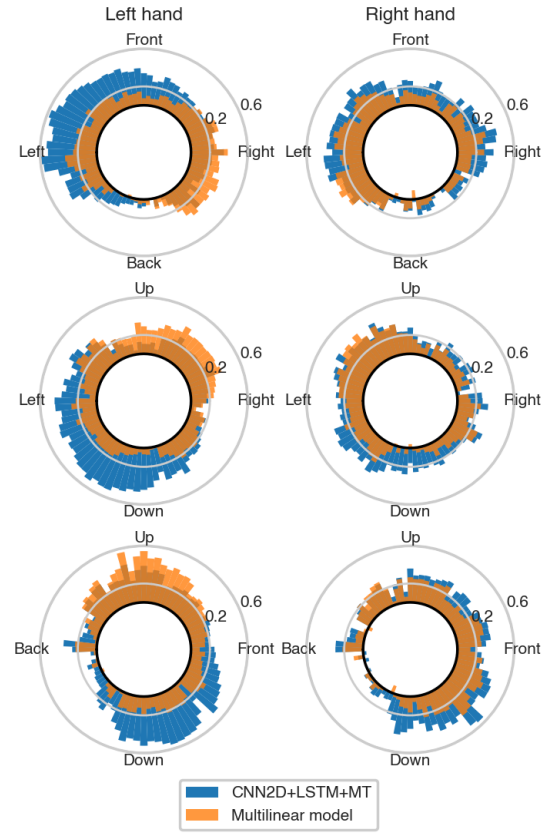 Left hand Right hand
Front Front
0.6 0.6
0.2 0.2
Left Right Left Right
Back Back
Up Up
0.6 0.6
0.2 0.2
Left Right Left Right
Down Down
Up Up
0.6 0.6
0.2 0.2
Back Front Back Front
Down Down
CNN2D+LSTM+MT
Multilinear model